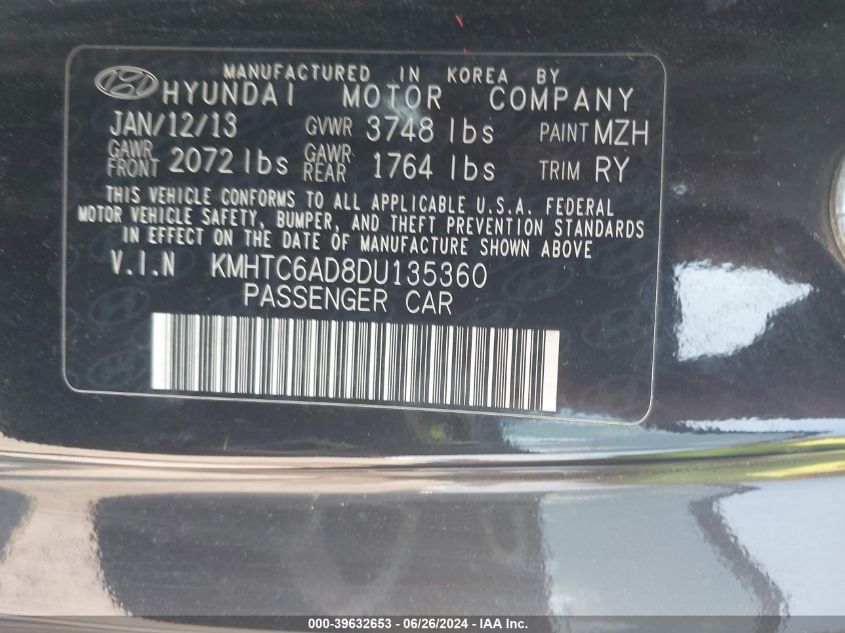 MANUFACTURED IN KOREA BY
HYUNDAI MOTOR COMPANY
JAN/12/13 GVWR 3748 lbs PAINT MZH
GAWR FRONT 2072 lbs GAWR REAR 1764 lbs TRIM RY
THIS VEHICLE CONFORMS TO ALL APPLICABLE U.S.A. FEDERAL
MOTOR VEHICLE SAFETY, BUMPER, AND THEFT PREVENTION STANDARDS
IN EFFECT ON THE DATE OF MANUFACTURE SHOWN ABOVE
V.I.N KMHTC6AD8DU135360
PASSENGER CAR
000-39632653 - 06/26/2024 - IAA Inc.